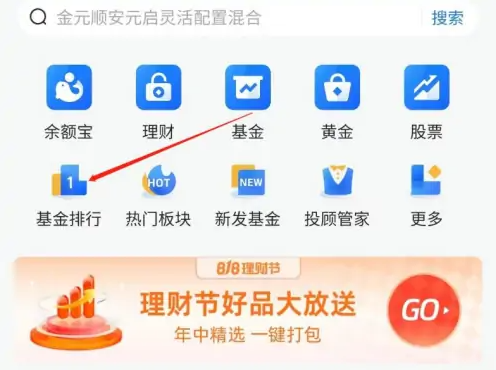 金元顺安元启灵活配置混合 搜索
余额宝 理财 基金 黄金 股票
1 HOT NEW
基金排行 热门板块 新发基金 投顾管家 更多
8/8理财节
理财节好品大放送
GO
年中精选 一键打包